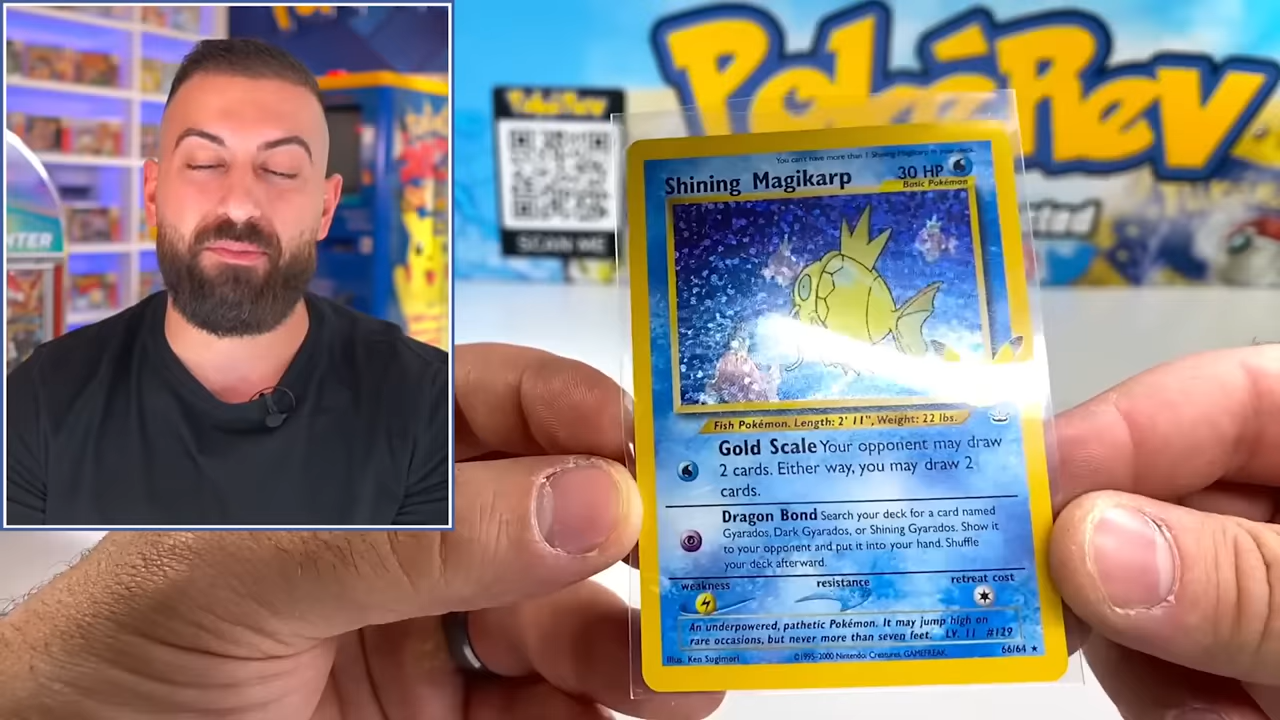 PokéRev
PokéRev
SCAN ME
NTER
You can't have more than 1 Shining Magikarp in your deck.
Shining Magikarp 30 HP
Basic Pokémon
Fish Pokémon. Length: 2' 11", Weight: 22 lbs.
Gold Scale Your opponent may draw
2 cards. Either way, you may draw 2
cards.
Dragon Bond Search your deck for a card named
Gyarados, Dark Gyarados, or Shining Gyarados. Show it
to your opponent and put it into your hand. Shuffle
your deck afterward.
weakness resistance retreat cost
An underpowered, pathetic Pokémon. It may jump high on
rare occasions, but never more than seven feet. LV. 11 #129
Illus. Ken Sugimori ©1995-2000 Nintendo, Creatures, GAMEFREAK. 66/64 ★